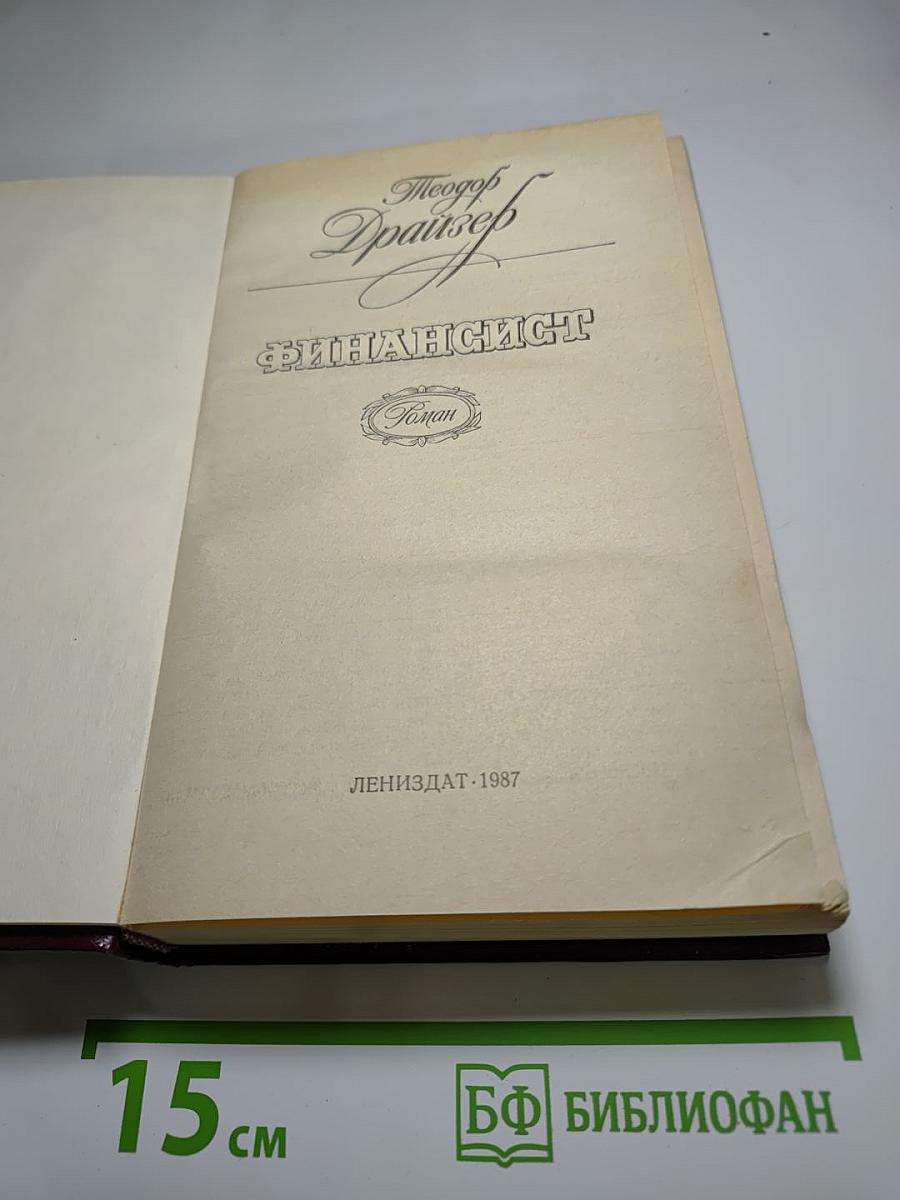 Теодор
Драйзер
ФИНАНСИСТ
Роман
ЛЕНИЗДАТ · 1987
15 см
БФ БИБЛИОФАН